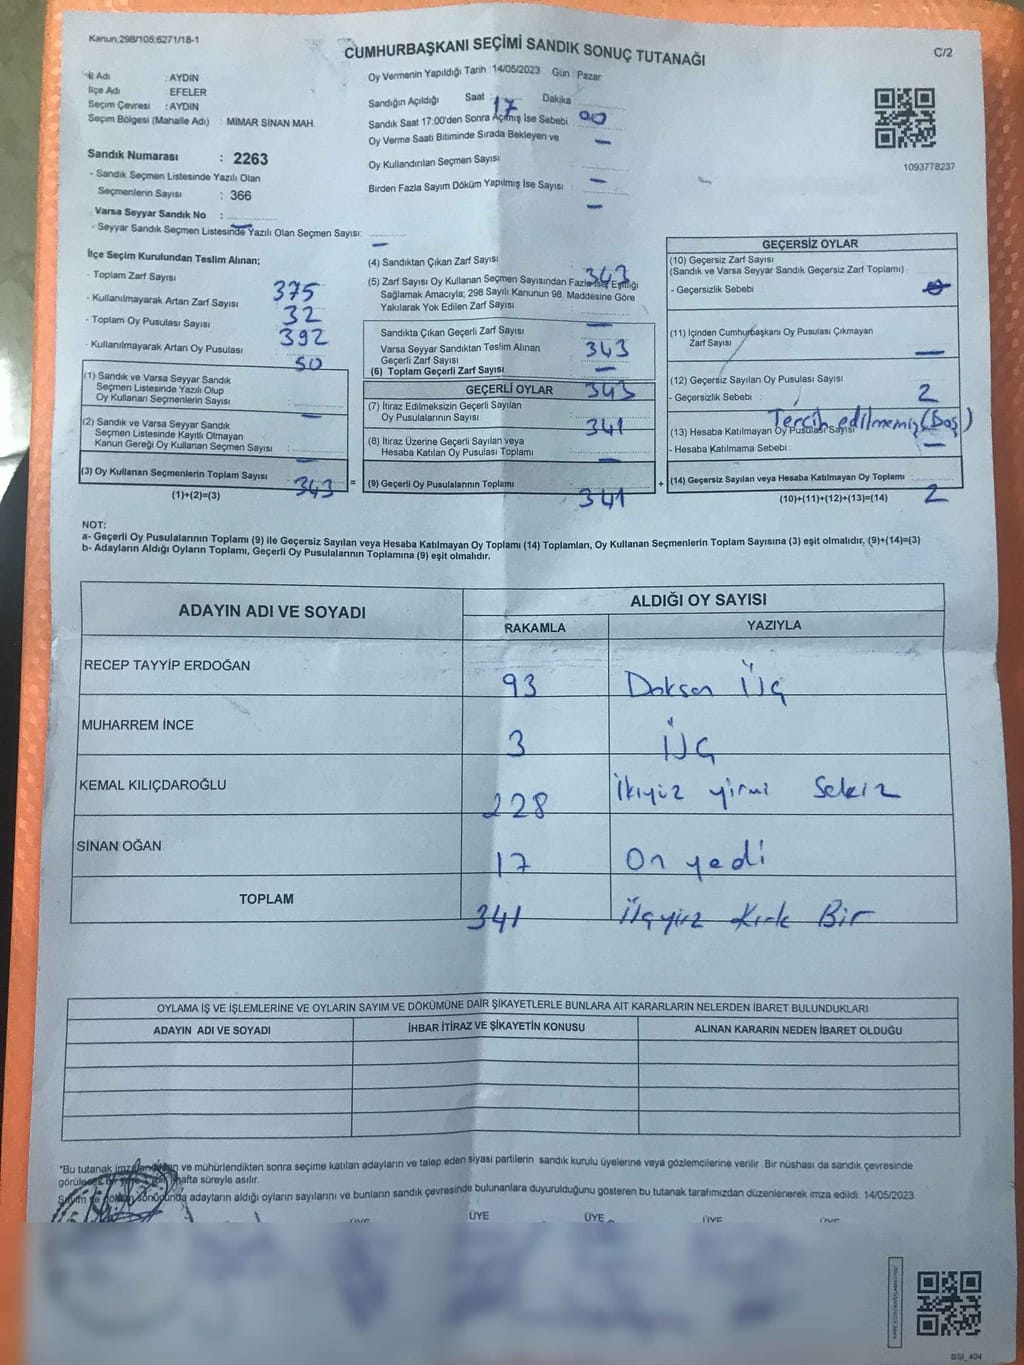 Kanun,298/105;6271/18-1
CUMHURBAŞKANI SEÇİMİ SANDIK SONUÇ TUTANAĞI
C/2
İl Adı : AYDIN
İlçe Adı : EFELER
Seçim Çevresi : AYDIN
Seçim Bölgesi (Mahalle Adı) : MİMAR SİNAN MAH.
Sandık Numarası : 2263
- Sandık Seçmen Listesinde Yazılı Olan
Seçmenlerin Sayısı : 366
Varsa Seyyar Sandık No :
- Seyyar Sandık Seçmen Listesinde Yazılı Olan Seçmen Sayısı:
Oy Vermenin Yapıldığı Tarih :14/05/2023 Gün : Pazar
Sandığın Açıldığı Saat : 17 Dakika
Sandık Saat 17:00'den Sonra Açılmış İse Sebebi : 00
Oy Verme Saati Bitiminde Sırada Bekleyen ve
Oy Kullandırılan Seçmen Sayısı
Birden Fazla Sayım Döküm Yapılmış İse Sayısı :
1093778237
İlçe Seçim Kurulundan Teslim Alınan;
- Toplam Zarf Sayısı 375
- Kullanılmayarak Artan Zarf Sayısı 32
- Toplam Oy Pusulası Sayısı 392
- Kullanılmayarak Artan Oy Pusulası 50
(1) Sandık ve Varsa Seyyar Sandık
Seçmen Listesinde Yazılı Olup
Oy Kullanan Seçmenlerin Sayısı
(2) Sandık ve Varsa Seyyar Sandık
Seçmen Listesinde Kayıtlı Olmayan
Kanun Gereği Oy Kullanan Seçmen Sayısı
(3) Oy Kullanan Seçmenlerin Toplam Sayısı 343 =
(1)+(2)=(3)
(4) Sandıktan Çıkan Zarf Sayısı 343
(5) Zarf Sayısı Oy Kullanan Seçmen Sayısından Fazla İse, Eşitliği
Sağlamak Amacıyla; 298 Sayılı Kanunun 98. Maddesine Göre
Yakılarak Yok Edilen Zarf Sayısı
Sandıkta Çıkan Geçerli Zarf Sayısı
343
Varsa Seyyar Sandıktan Teslim Alınan
Geçerli Zarf Sayısı
(6) Toplam Geçerli Zarf Sayısı
GEÇERLİ OYLAR 343
(7) İtiraz Edilmeksizin Geçerli Sayılan
Oy Pusulalarının Sayısı 341
(8) İtiraz Üzerine Geçerli Sayılan veya
Hesaba Katılan Oy Pusulası Toplamı
(9) Geçerli Oy Pusulalarının Toplamı 341 +
GEÇERSİZ OYLAR
(10) Geçersiz Zarf Sayısı
(Sandık ve Varsa Seyyar Sandık Geçersiz Zarf Toplamı)
- Geçersizlik Sebebi :
(11) İçinden Cumhurbaşkanı Oy Pusulası Çıkmayan
Zarf Sayısı
(12) Geçersiz Sayılan Oy Pusulası Sayısı
- Geçersizlik Sebebi : 2
Tercih edilmemiş (Boş)
(13) Hesaba Katılmayan Oy Pusulası Sayısı
- Hesaba Katılmama Sebebi :
(14) Geçersiz Sayılan veya Hesaba Katılmayan Oy Toplamı 2
(10)+(11)+(12)+(13)=(14)
NOT:
a- Geçerli Oy Pusulalarının Toplamı (9) ile Geçersiz Sayılan veya Hesaba Katılmayan Oy Toplamı (14) Toplamları, Oy Kullanan Seçmenlerin Toplam Sayısına (3) eşit olmalıdır, (9)+(14)=(3)
b- Adayların Aldığı Oyların Toplamı, Geçerli Oy Pusulalarının Toplamına (9) eşit olmalıdır.
ADAYIN ADI VE SOYADI ALDIĞI OY SAYISI
RAKAMLA YAZIYLA
RECEP TAYYİP ERDOĞAN 93 Doksan Üç
MUHARREM İNCE 3 Üç
KEMAL KILIÇDAROĞLU 228 İkiyüz yirmi Sekiz
SİNAN OĞAN 17 On yedi
TOPLAM 341 Üçyüz Kırk Bir
OYLAMA İŞ VE İŞLEMLERİNE VE OYLARIN SAYIM VE DÖKÜMÜNE DAİR ŞİKAYETLERLE BUNLARA AİT KARARLARIN NELERDEN İBARET BULUNDUKLARI
ADAYIN ADI VE SOYADI İHBAR İTİRAZ VE ŞİKAYETİN KONUSU ALINAN KARARIN NEDEN İBARET OLDUĞU
*Bu tutanak imzalandıktan ve mühürlendikten sonra seçime katılan adayların ve talep eden siyasi partilerin sandık kurulu üyelerine veya gözlemcilerine verilir. Bir nüshası da sandık çevresinde
hafta süreyle asılır.
Sayım ve döküm sonucunda adayların aldığı oyların sayılarını ve bunların sandık çevresinde bulunanlara duyurulduğunu gösteren bu tutanak tarafımızdan düzenlenerek imza edildi. 14/05/2023
ÜYE ÜYE ÜYE ÜYE ÜYE
BSI_404